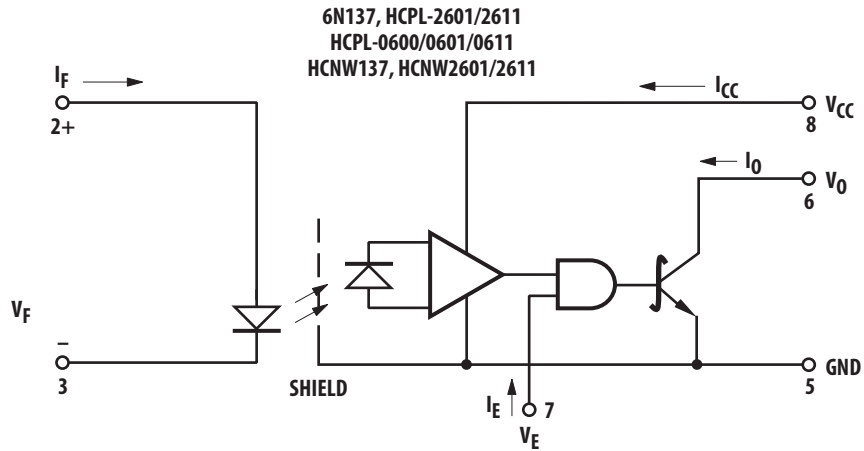 6N137, HCPL-2601/2611
HCPL-0600/0601/0611
HCNW137, HCNW2601/2611
IF
2+
ICC
VCC
8
IO
VO
6
VF
–
3
SHIELD
GND
5
IE
7
VE